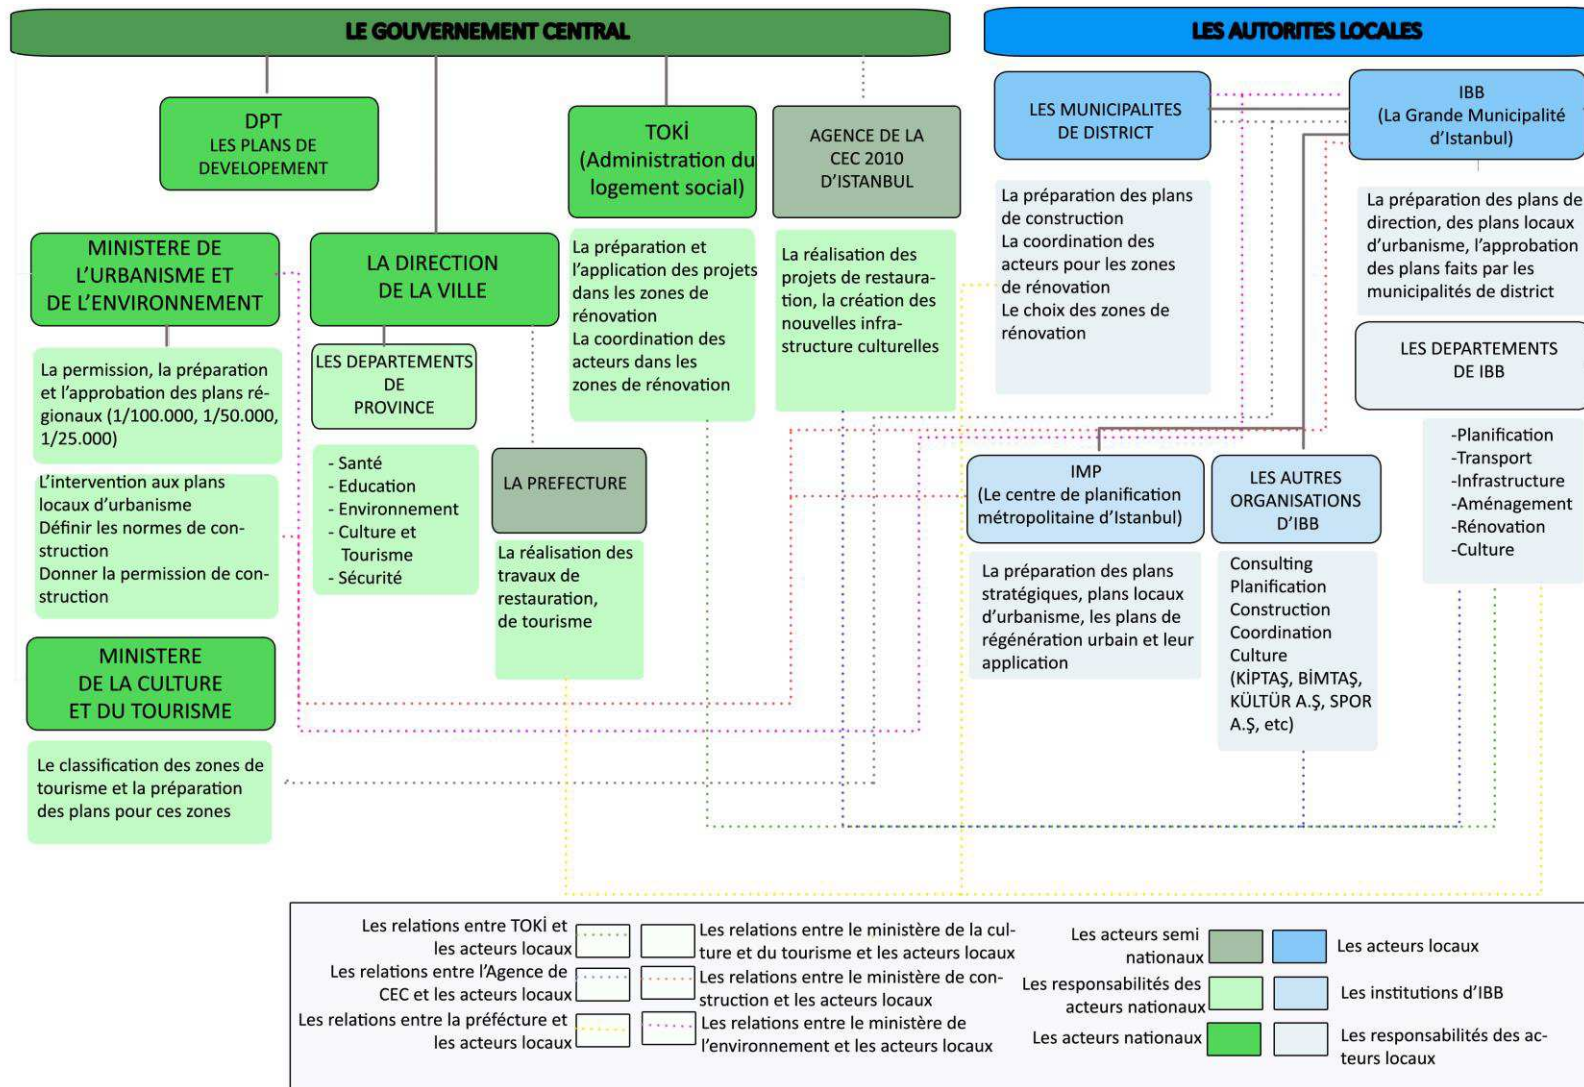 LE GOUVERNEMENT CENTRAL
DPT
LES PLANS DE
DEVELOPEMENT
TOKİ
(Administration du
logement social)
AGENCE DE LA
CEC 2010
D'ISTANBUL
MINISTERE DE
L'URBANISME ET
DE L'ENVIRONNEMENT
LA DIRECTION
DE LA VILLE
La préparation et
l'application des projets
dans les zones de
rénovation
La coordination des
acteurs dans les
zones de rénovation
La réalisation des
projets de restaura-
tion, la création des
nouvelles infra-
structure culturelles
La permission, la préparation
et l'approbation des plans ré-
gionaux (1/100.000, 1/50.000,
1/25.000)
L'intervention aux plans
locaux d'urbanisme
Définir les normes de con-
struction
Donner la permission de con-
struction
LES DEPARTEMENTS
DE
PROVINCE
- Santé
- Education
- Environnement
- Culture et
Tourisme
- Sécurité
LA PREFECTURE
La réalisation des
travaux de
restauration,
de tourisme
MINISTERE
DE LA CULTURE
ET DU TOURISME
Le classification des zones de
tourisme et la préparation
des plans pour ces zones
LES AUTORITES LOCALES
LES MUNICIPALITES
DE DISTRICT
IBB
(La Grande Municipalité
d'Istanbul)
La préparation des plans
de construction
La coordination des
acteurs pour les zones
de rénovation
Le choix des zones de
rénovation
La préparation des plans de
direction, des plans locaux
d'urbanisme, l'approbation
des plans faits par les
municipalités de district
LES DEPARTEMENTS
DE IBB
-Planification
-Transport
-Infrastructure
-Aménagement
-Rénovation
-Culture
IMP
(Le centre de planification
métropolitaine d'Istanbul)
La préparation des plans
stratégiques, plans locaux
d'urbanisme, les plans de
régénération urbain et leur
application
LES AUTRES
ORGANISATIONS
D'IBB
Consulting
Planification
Construction
Coordination
Culture
(KİPTAŞ, BİMTAŞ,
KÜLTÜR A.Ş, SPOR
A.Ş, etc)
Les relations entre TOKİ et
les acteurs locaux
Les relations entre l'Agence de
CEC et les acteurs locaux
Les relations entre la préfécture et
les acteurs locaux
Les relations entre le ministère de la cul-
ture et du tourisme et les acteurs locaux
Les relations entre le ministère de con-
struction et les acteurs locaux
Les relations entre le ministère de
l'environnement et les acteurs locaux
Les acteurs semi
nationaux
Les responsabilités des
acteurs nationaux
Les acteurs nationaux
Les acteurs locaux
Les institutions d'IBB
Les responsabilités des ac-
teurs locaux